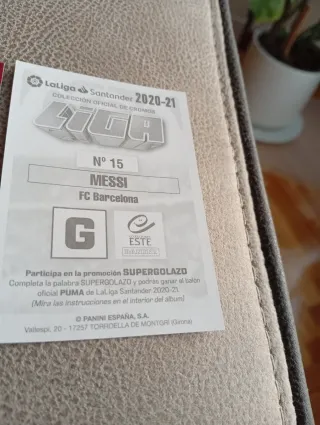 LaLiga Santander 2020-21
COLECCIÓN OFICIAL DE CROMOS
LIGA
Nº 15
MESSI
FC Barcelona
G
ESTE
Participa en la promoción SUPERGOLAZO
Completa la palabra SUPERGOLAZO y podrás ganar el balón
oficial PUMA de LaLiga Santander 2020-21.
(Mira las instrucciones en el interior del álbum)
© PANINI ESPAÑA, S.A.
Vallespí, 20 - 17257 TORROELLA DE MONTGRÍ (Girona)